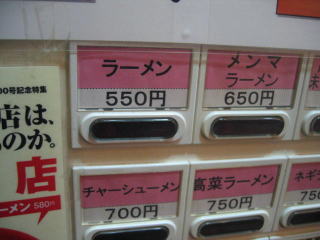 00号記念特集
店は、
のか。
店
ーメン 580円
ラーメン
550円
メンマ
ラーメン
650円
チャーシューメン
700円
高菜ラーメン
750円
ネギラ
750